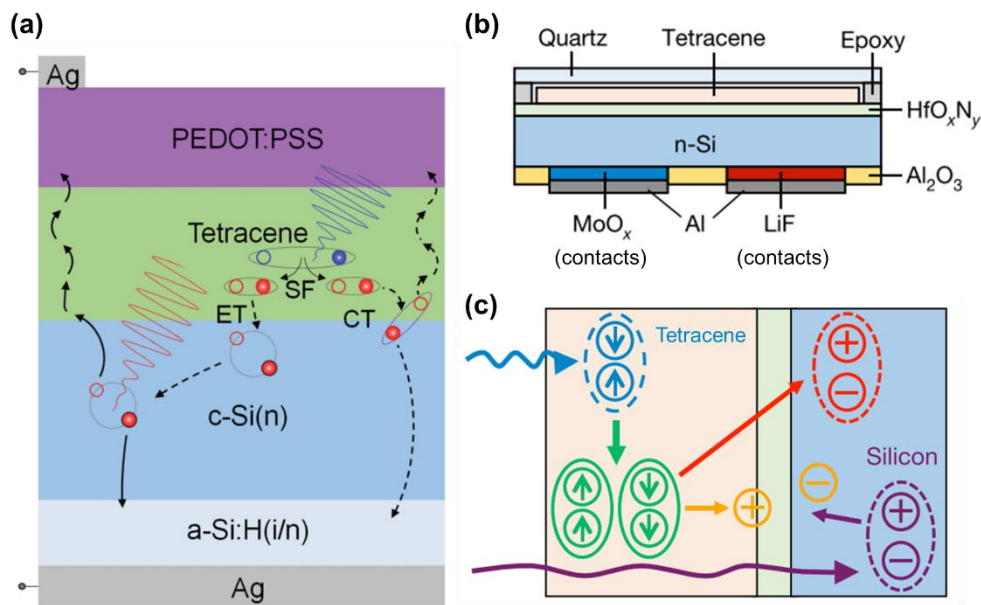 (a)
Ag
PEDOT:PSS
Tetracene
SF
ET
CT
c-Si(n)
a-Si:H(i/n)
Ag
(b)
Quartz
Tetracene
Epoxy
HfOxNy
n-Si
Al2O3
MoOx
Al
LiF
(contacts)
(contacts)
(c)
Tetracene
Silicon